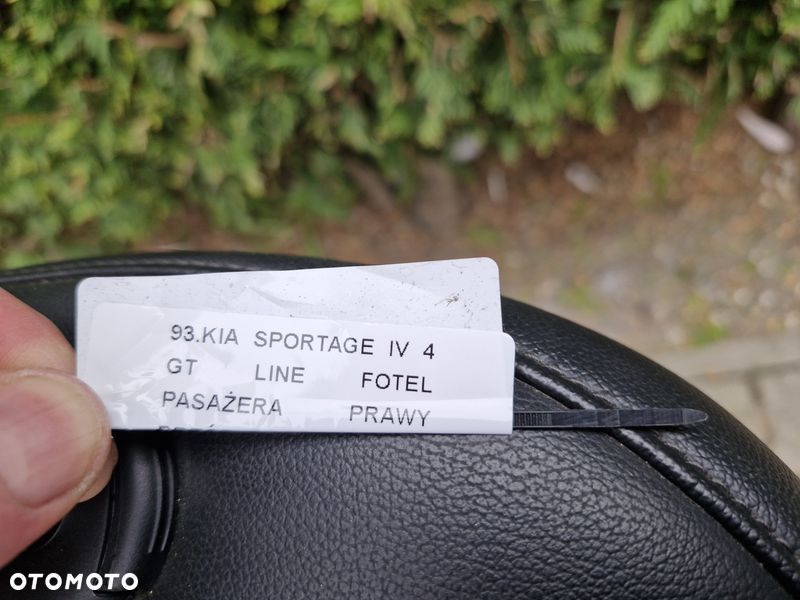 93.KIA SPORTAGE IV 4
GT LINE FOTEL
PASAŻERA PRAWY
OTOMOTO